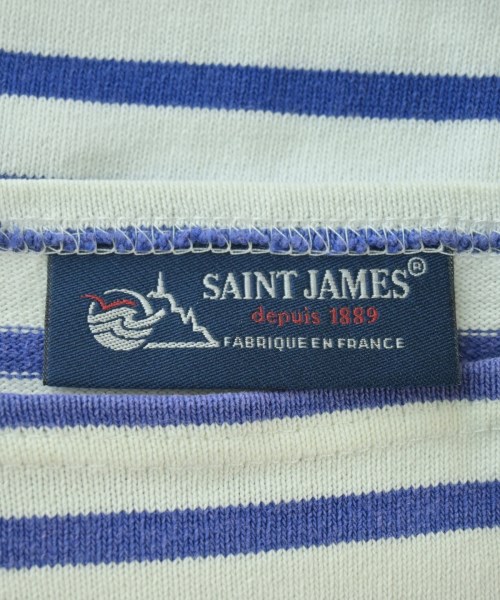 SAINT JAMES®
depuis 1889
FABRIQUE EN FRANCE